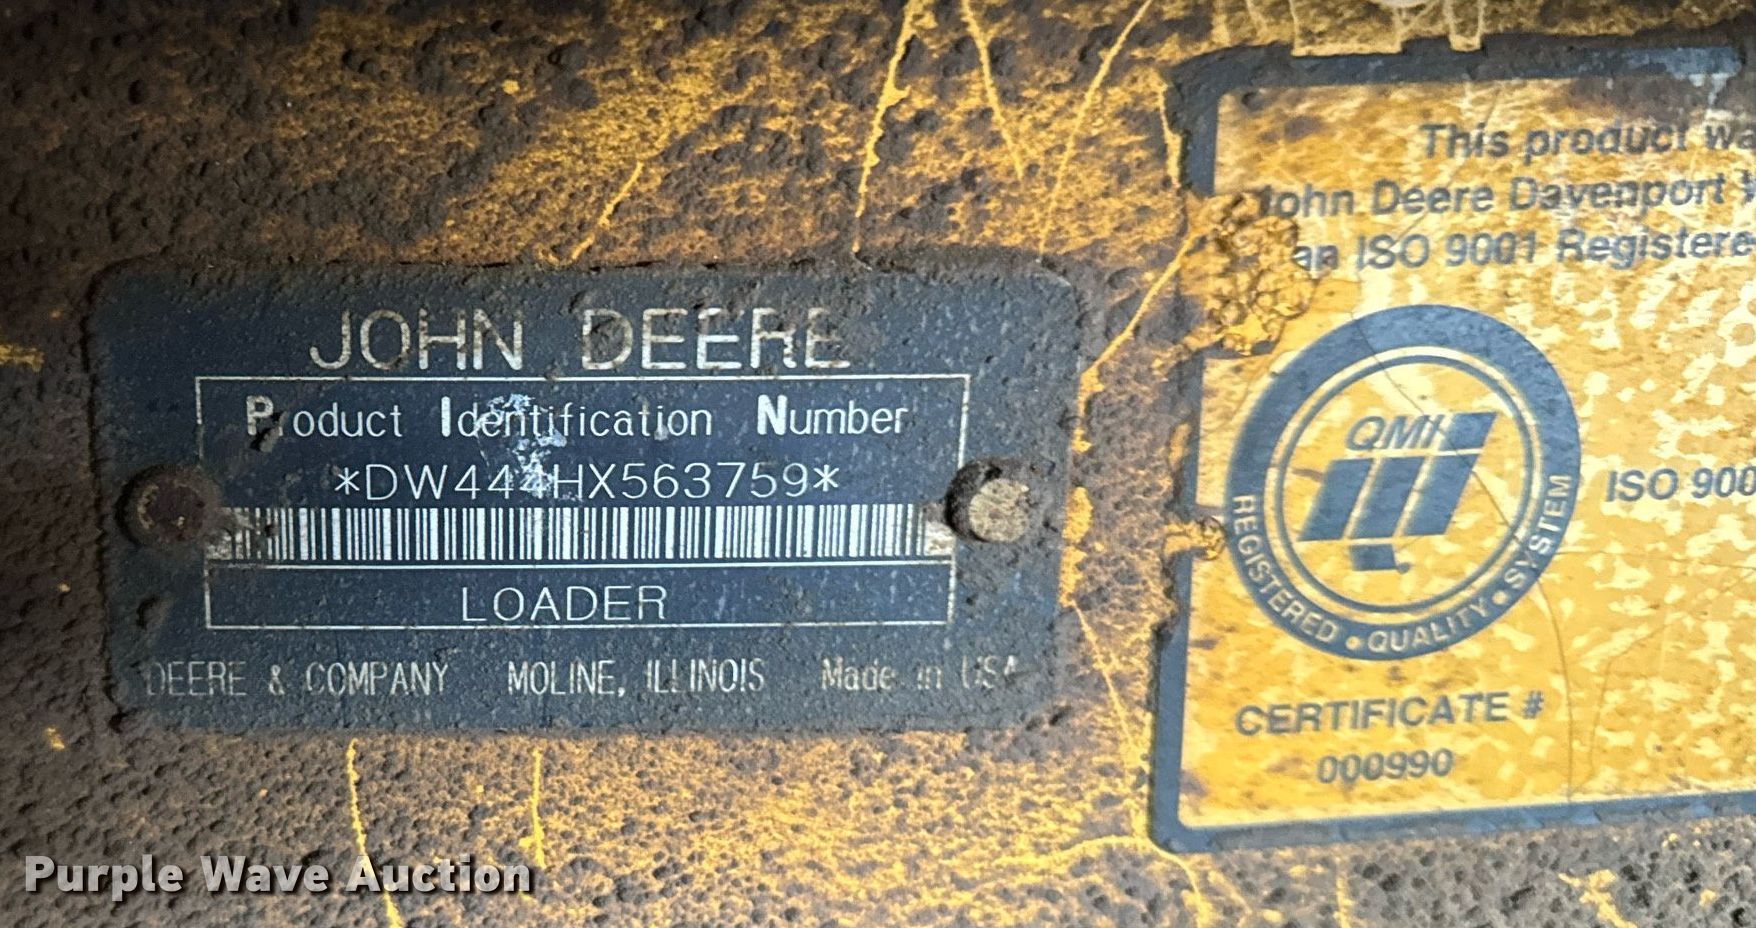 JOHN DEERE
Product Identification Number
*DW444HX563759*
LOADER
DEERE & COMPANY MOLINE, ILLINOIS Made in USA
This product wa
John Deere Davenport W
an ISO 9001 Registere
QMI
ISO 900
REGISTERED • QUALITY • SYSTEM
CERTIFICATE #
000990
Purple Wave Auction